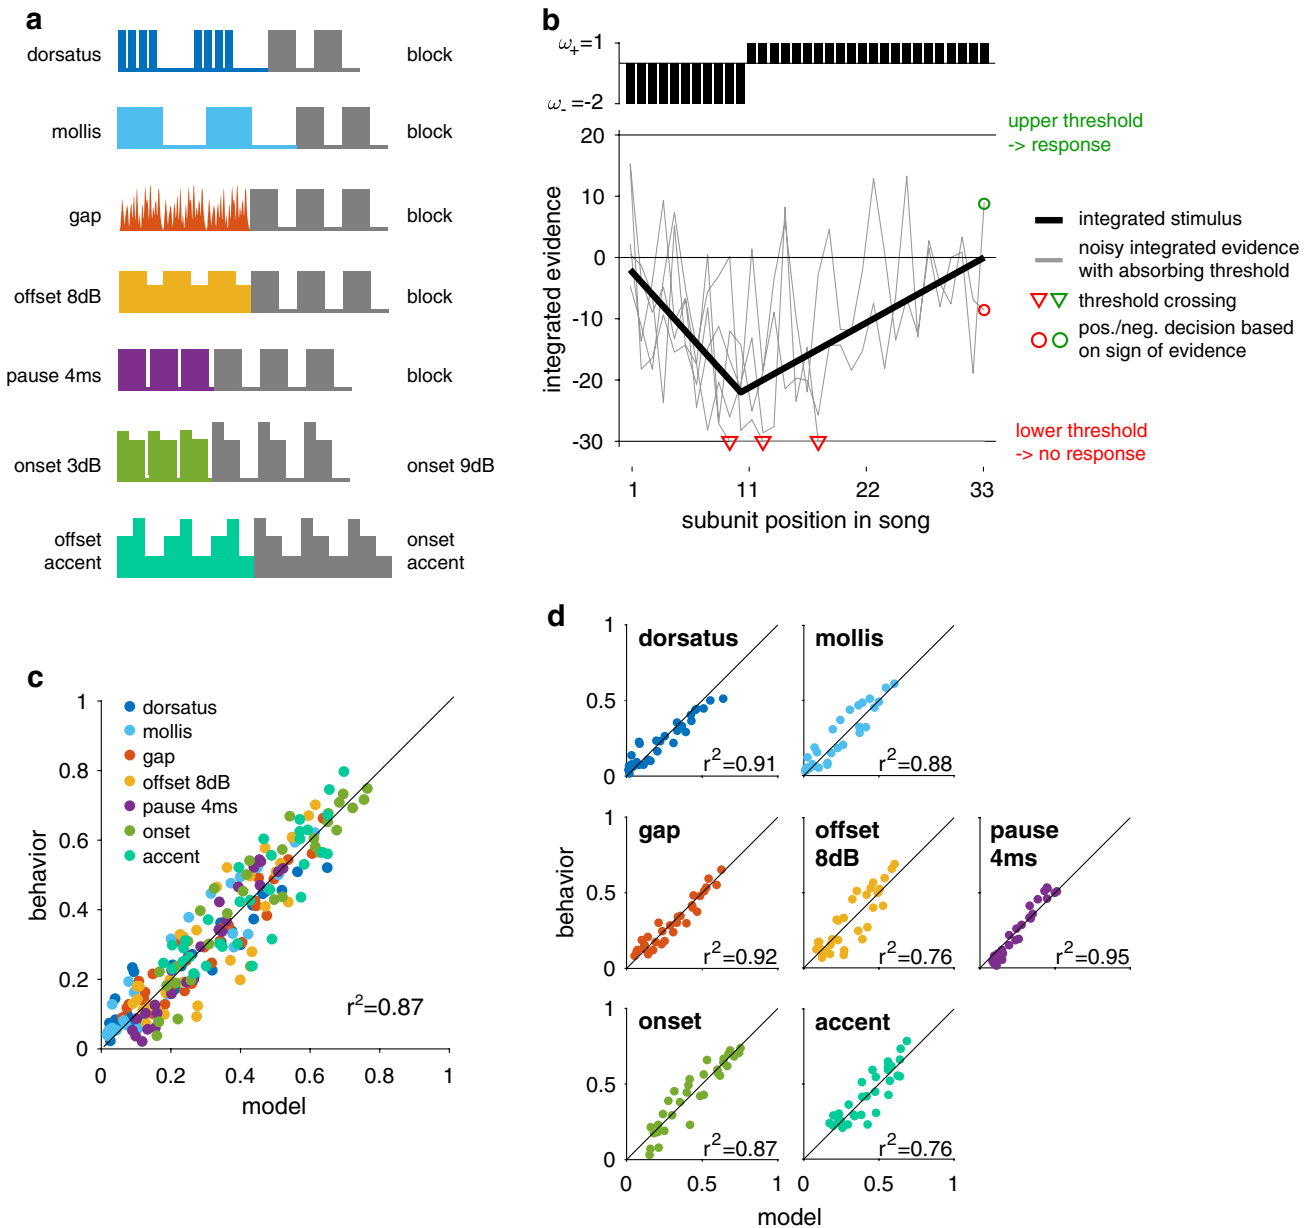 a
dorsatus
block
mollis
block
gap
block
offset 8dB
block
pause 4ms
block
onset 3dB
onset 9dB
offset
accent
onset
accent
b
ω+=1
ω- =-2
20
10
0
-10
-20
-30
integrated evidence
1
11
22
33
subunit position in song
upper threshold
-> response
integrated stimulus
noisy integrated evidence
with absorbing threshold
threshold crossing
pos./neg. decision based
on sign of evidence
lower threshold
-> no response
c
dorsatus
mollis
gap
offset 8dB
pause 4ms
onset
accent
1
0.8
0.6
0.4
0.2
0
behavior
r2=0.87
0
0.2
0.4
0.6
0.8
1
model
d
1
0.5
0
dorsatus
r2=0.91
mollis
r2=0.88
1
0.5
0
behavior
gap
r2=0.92
offset
8dB
r2=0.76
pause
4ms
r2=0.95
1
0.5
0
onset
r2=0.87
0
0.5
1
accent
r2=0.76
0
0.5
1
model